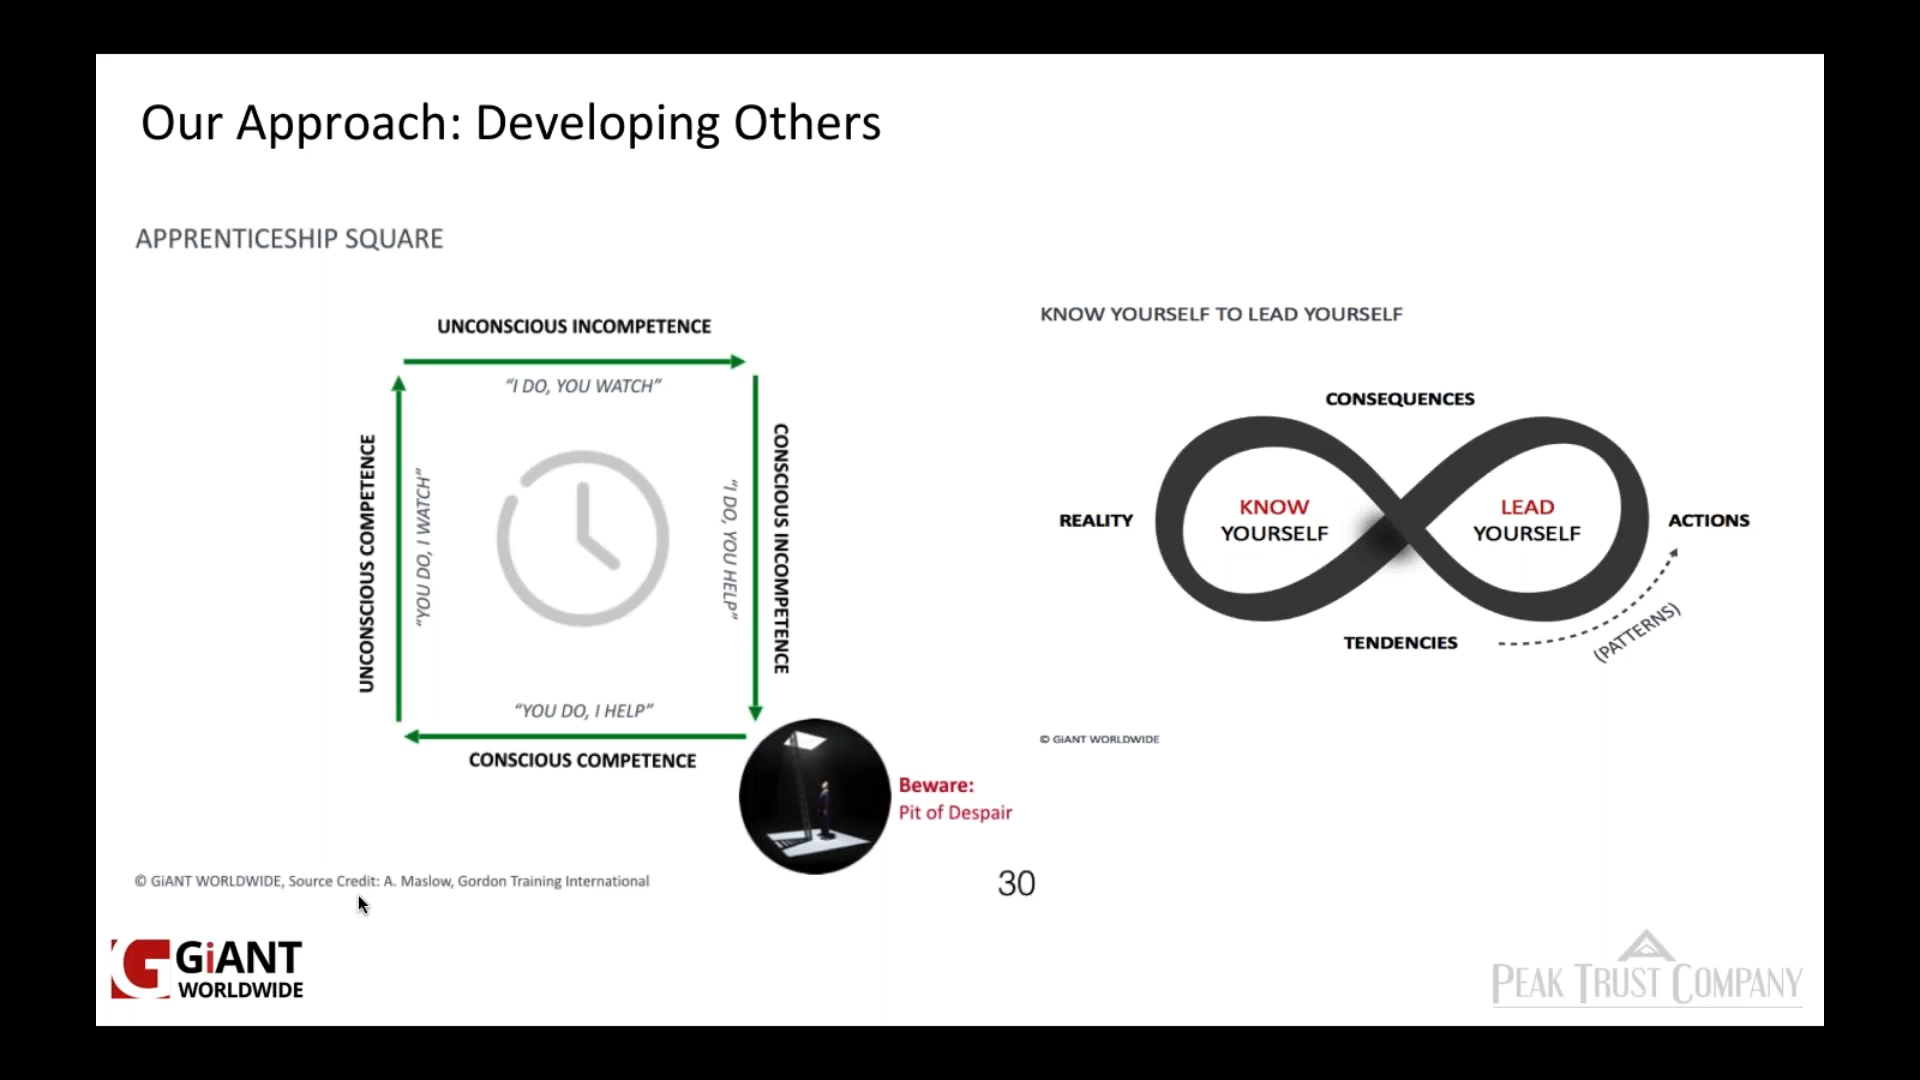 Our Approach: Developing Others
APPRENTICESHIP SQUARE
UNCONSCIOUS INCOMPETENCE
“I DO, YOU WATCH”
UNCONSCIOUS COMPETENCE
“YOU DO, I WATCH”
“I DO, YOU HELP”
CONSCIOUS INCOMPETENCE
“YOU DO, I HELP”
CONSCIOUS COMPETENCE
Beware:
Pit of Despair
© GiANT WORLDWIDE, Source Credit: A. Maslow, Gordon Training International
KNOW YOURSELF TO LEAD YOURSELF
CONSEQUENCES
REALITY
KNOW
YOURSELF
LEAD
YOURSELF
ACTIONS
TENDENCIES
(PATTERNS)
© GiANT WORLDWIDE
30
G GiANT
WORLDWIDE
PEAK TRUST COMPANY